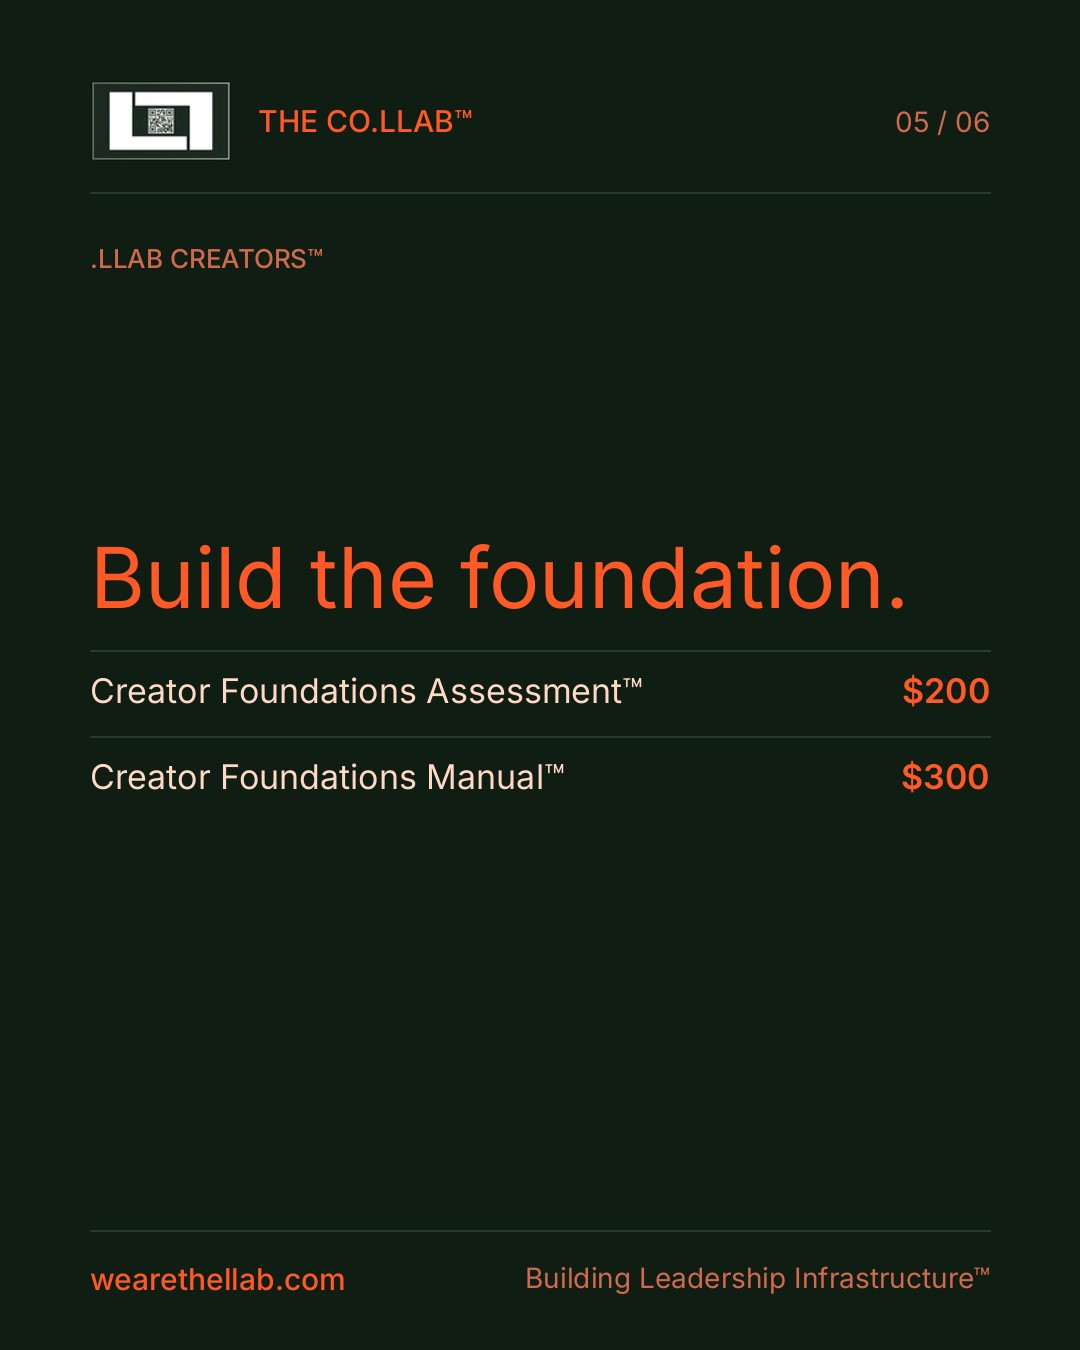 THE CO.LLAB™
05 / 06
.LLAB CREATORS™
Build the foundation.
Creator Foundations Assessment™ $200
Creator Foundations Manual™ $300
wearethellab.com
Building Leadership Infrastructure™